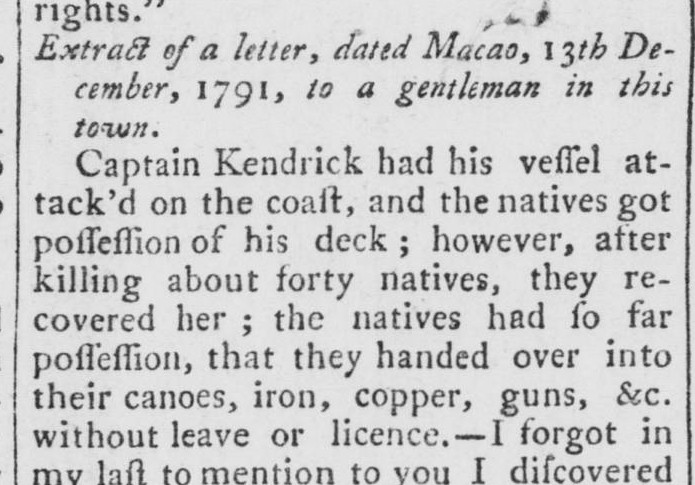 rights."
Extract of a letter, dated Macao, 13th De-
cember, 1791, to a gentleman in this
town.
Captain Kendrick had his veſſel at-
tack'd on the coaſt, and the natives got
poſſeſſion of his deck ; however, after
killing about forty natives, they re-
covered her ; the natives had ſo far
poſſeſſion, that they handed over into
their canoes, iron, copper, guns, &c.
without leave or licence.—I forgot in
my laſt to mention to you I diſcovered